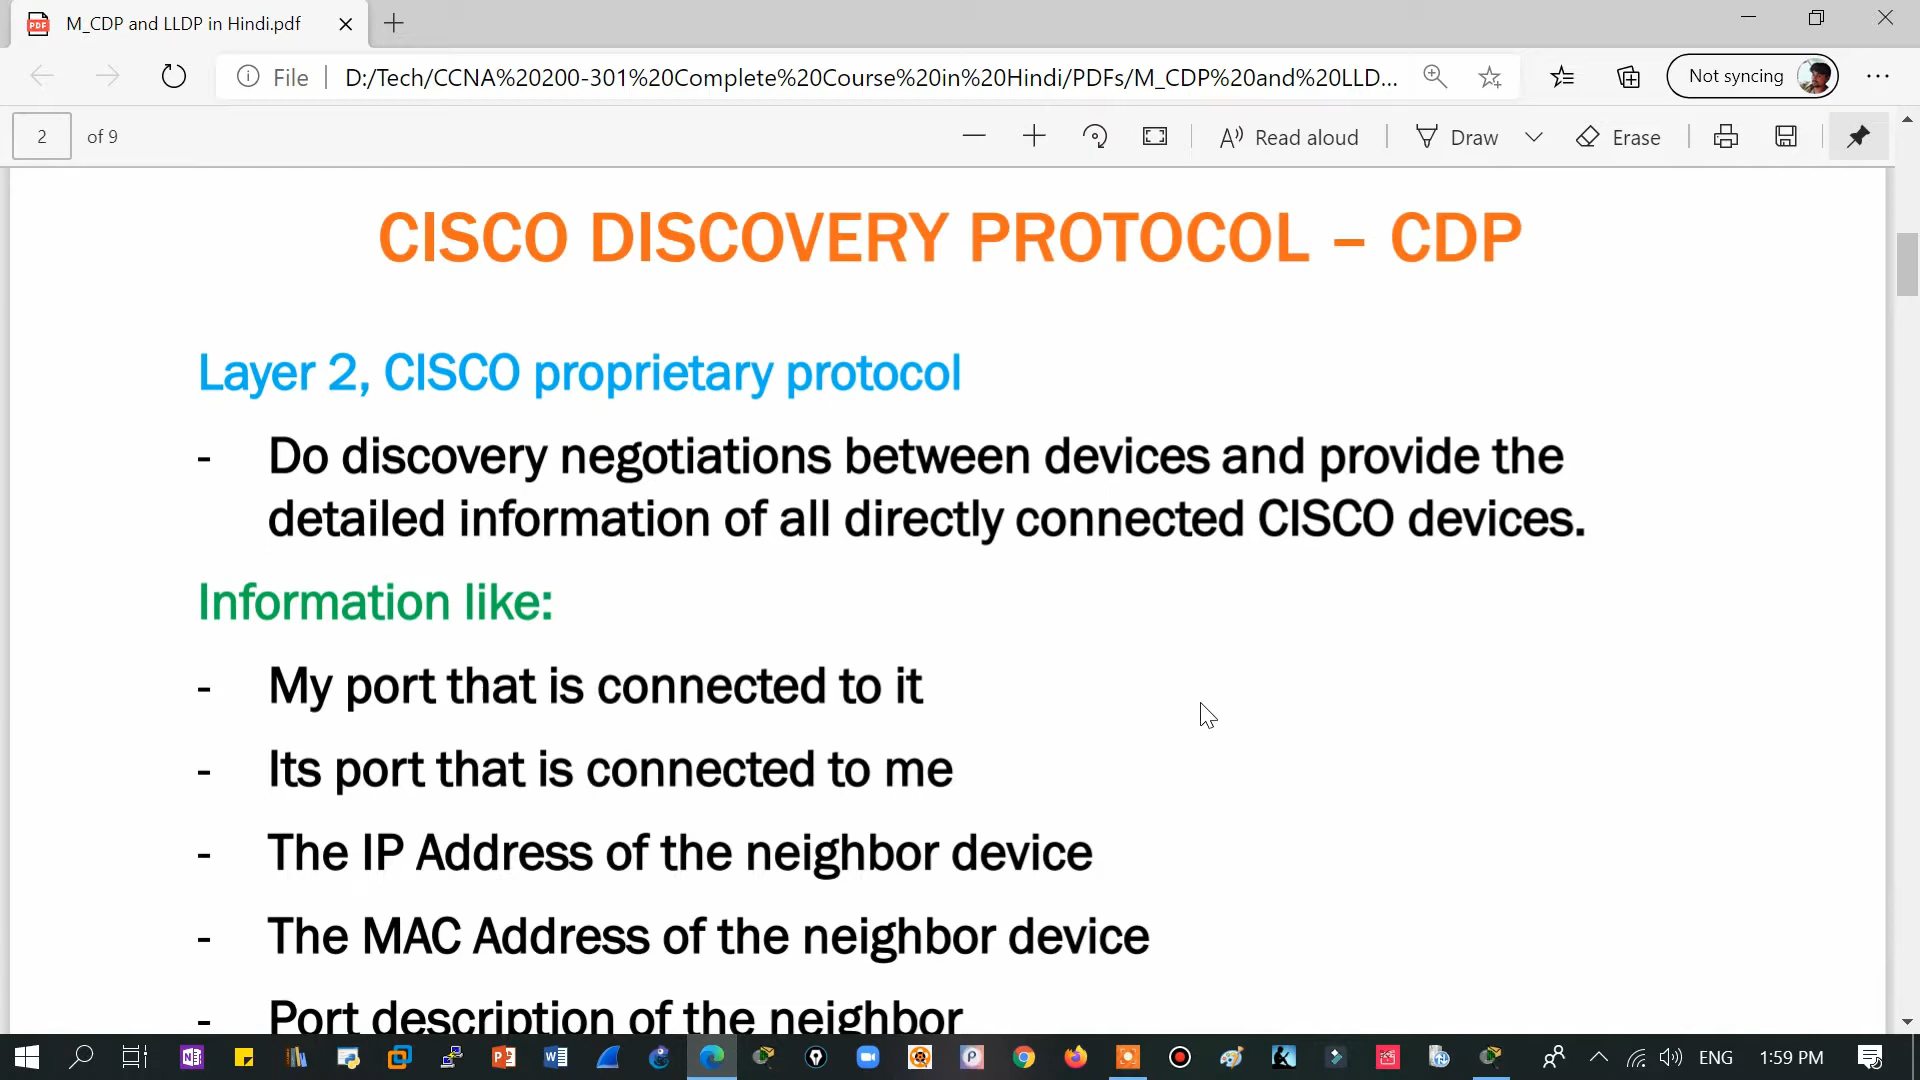 M_CDP and LLDP in Hindi.pdf
File
D:/Tech/CCNA%20200-301%20Complete%20Course%20in%20Hindi/PDFs/M_CDP%20and%20LLD...
Not syncing
2 of 9
Read aloud
Draw
Erase
CISCO DISCOVERY PROTOCOL – CDP
Layer 2, CISCO proprietary protocol
- Do discovery negotiations between devices and provide the
detailed information of all directly connected CISCO devices.
Information like:
- My port that is connected to it
- Its port that is connected to me
- The IP Address of the neighbor device
- The MAC Address of the neighbor device
- Port description of the neighbor
ENG
1:59 PM